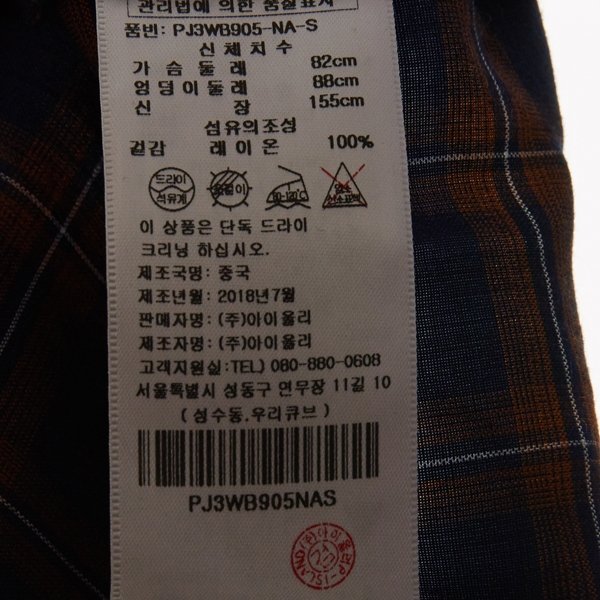 관리법에 의한 품질표시
품번: PJ3WB905-NA-S
신체치수
가슴둘레 82cm
엉덩이둘레 88cm
신 장 155cm
섬유의조성
겉감 레이온 100%
드라이
석유계
이 상품은 단독 드라이
크리닝 하십시오.
제조국명: 중국
제조년월: 2018년7월
판매자명: (주)아이올리
제조자명: (주)아이올리
고객지원실:TEL) 080-880-0608
서울특별시 성동구 연무장 11길 10
(성수동,우리큐브)
PJ3WB905NAS
(주)아이올리